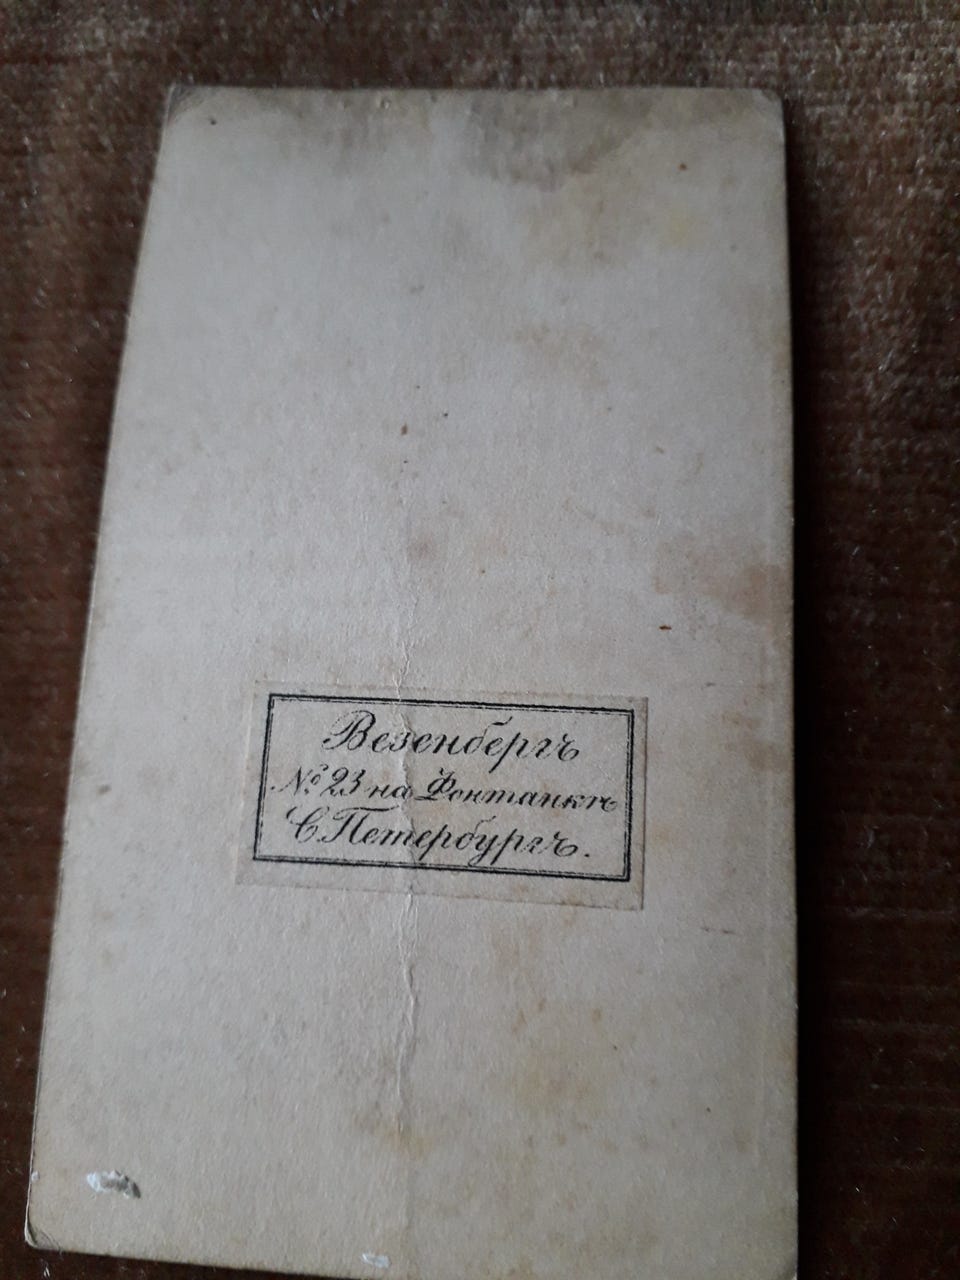 Везенбергъ
№ 23 на Фонтанкѣ
С. Петербургъ.